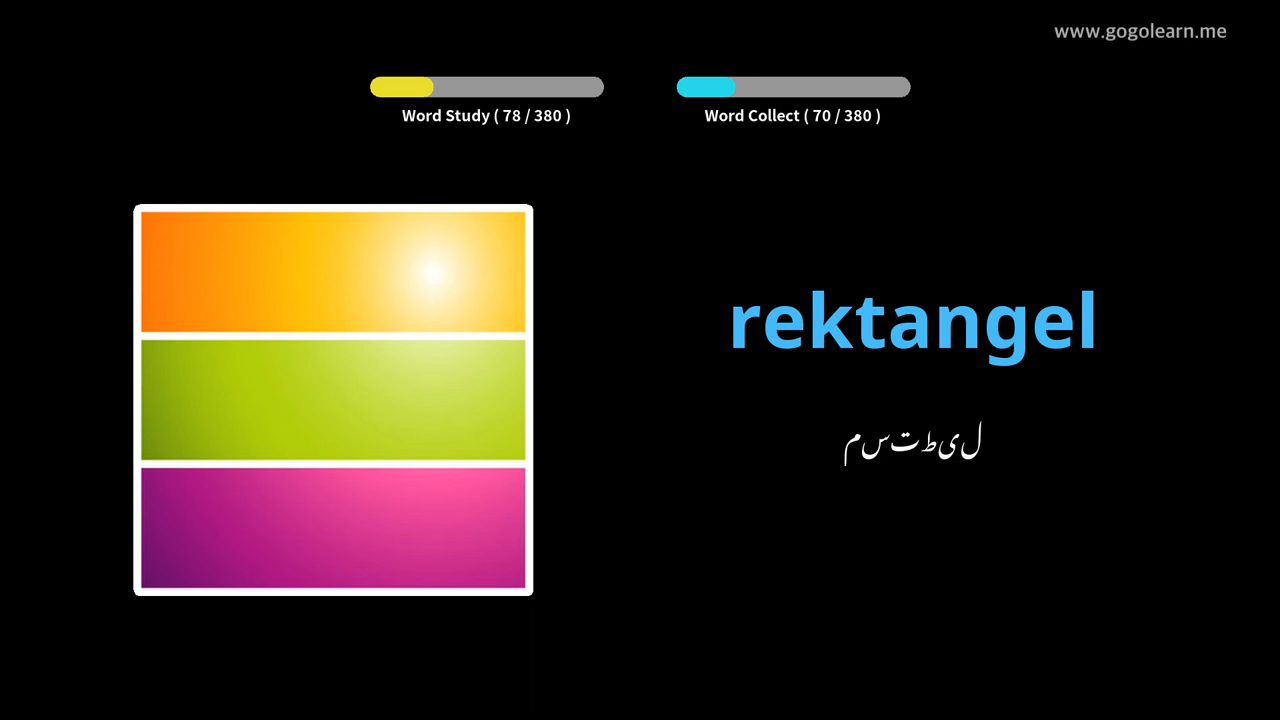 www.gogolearn.me
Word Study ( 78 / 380 )
Word Collect ( 70 / 380 )
rektangel
مستطیل